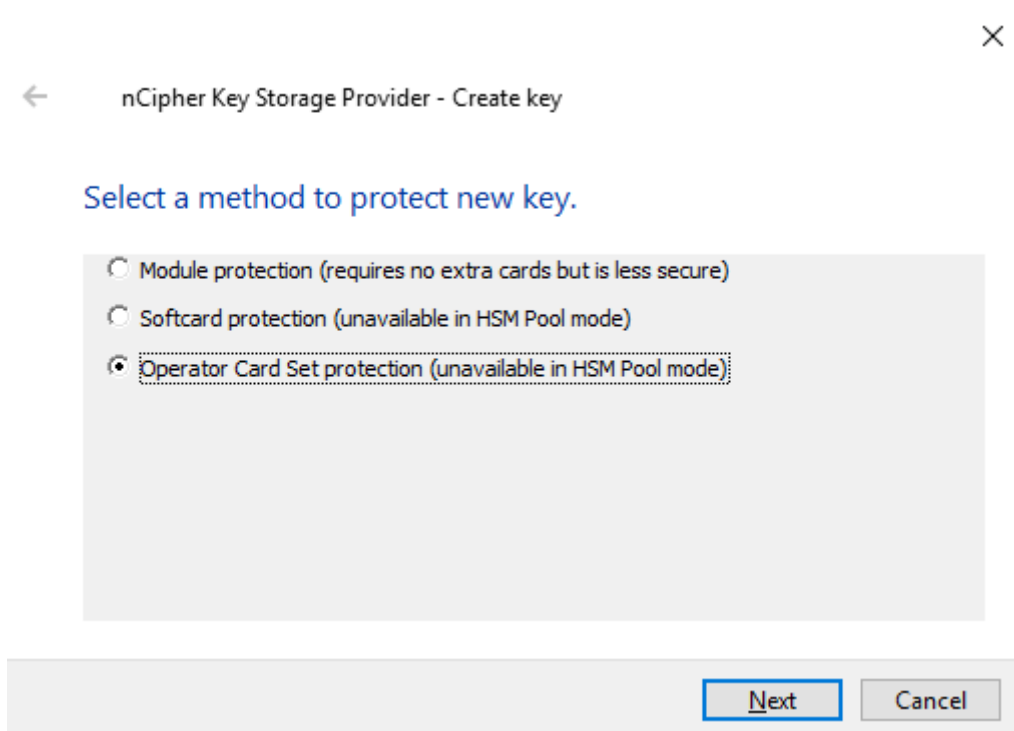 nCipher Key Storage Provider - Create key
Select a method to protect new key.
Module protection (requires no extra cards but is less secure)
Softcard protection (unavailable in HSM Pool mode)
Operator Card Set protection (unavailable in HSM Pool mode)
Next
Cancel